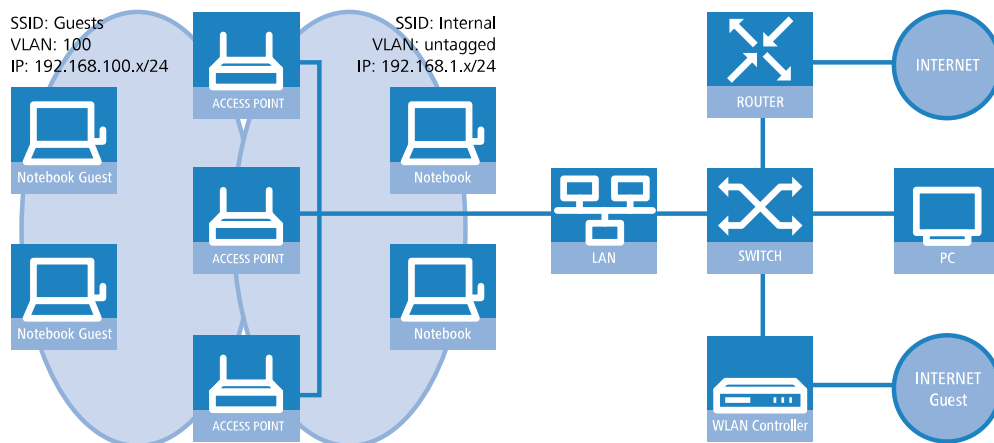 SSID: Guests
VLAN: 100
IP: 192.168.100.x/24
SSID: Internal
VLAN: untagged
IP: 192.168.1.x/24
ACCESS POINT
ROUTER
INTERNET
Notebook Guest
Notebook
ACCESS POINT
LAN
SWITCH
PC
Notebook Guest
Notebook
ACCESS POINT
WLAN Controller
INTERNET
Guest